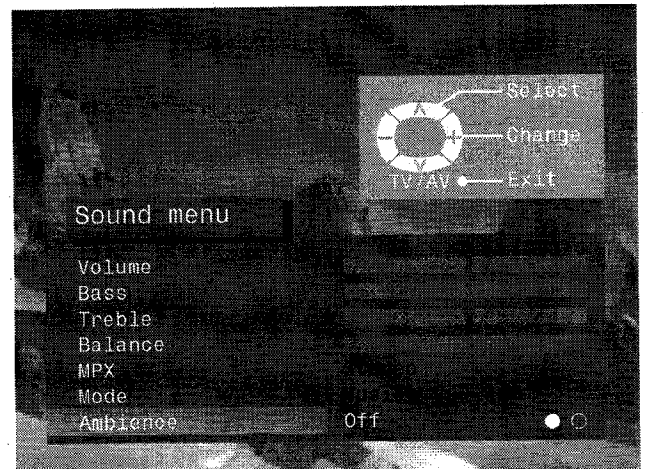 Select
Change
TV/AV Exit
Sound menu
Volume
Bass
Treble
Balance
MPX
Mode
Ambience Off